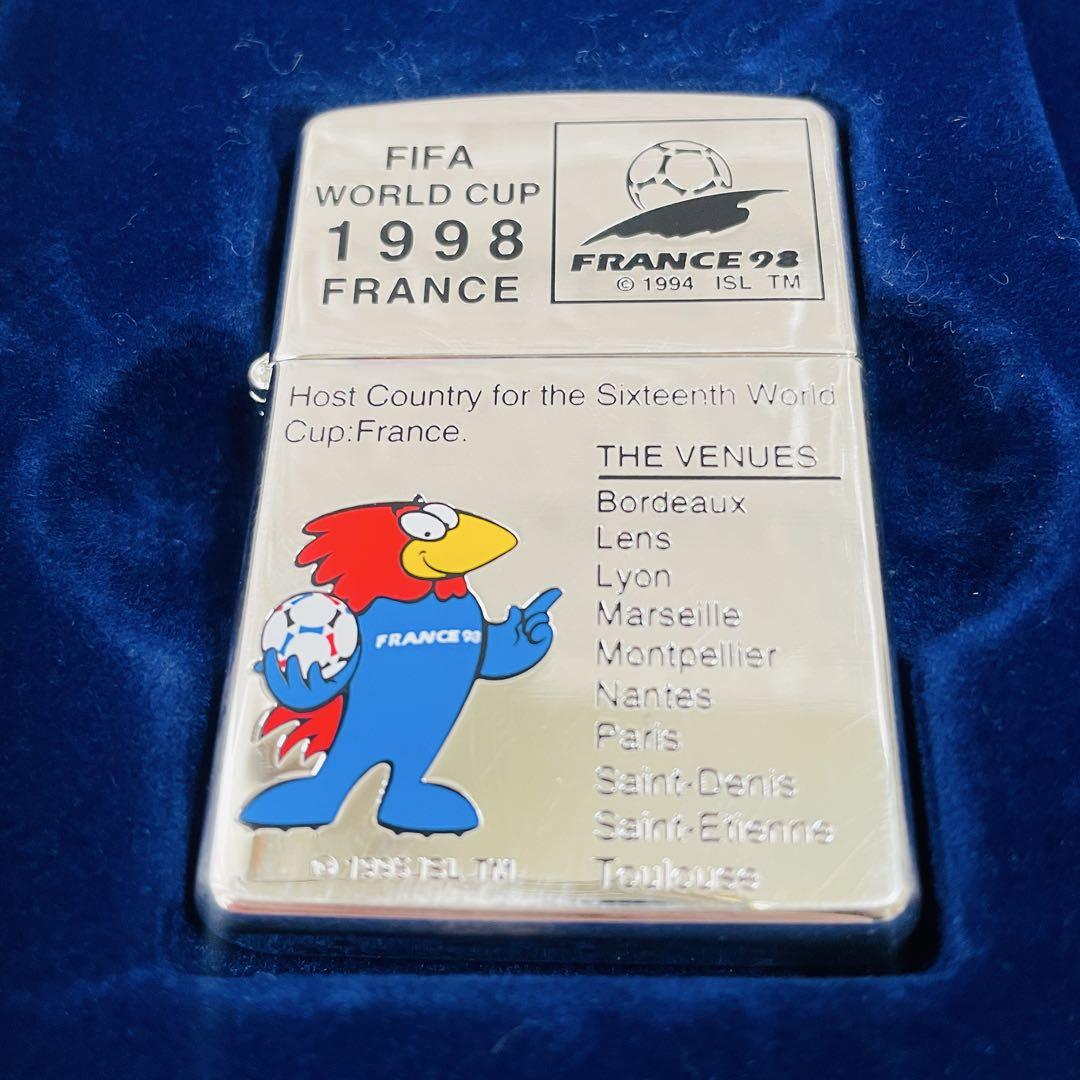 FIFA
WORLD CUP
1998
FRANCE
FRANCE 98
© 1994 ISL TM
Host Country for the Sixteenth World
Cup:France.
THE VENUES
Bordeaux
Lens
Lyon
Marseille
Montpellier
Nantes
Paris
Saint-Denis
Saint-Etienne
Toulouse
FRANCE 98
© 1995 ISL TM